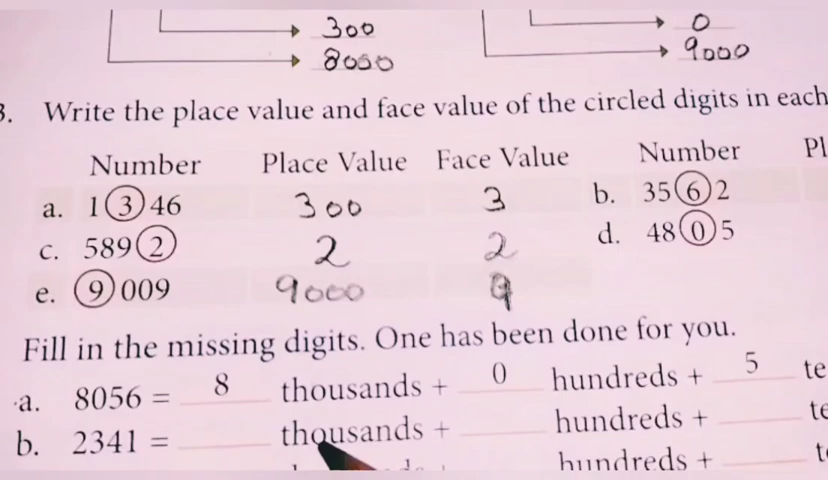 300 0
8000 9000
3. Write the place value and face value of the circled digits in each
Number Place Value Face Value Number Pl
a. 1346 300 3 b. 3562
c. 5892 2 2 d. 4805
e. 9009 9000 9
Fill in the missing digits. One has been done for you.
a. 8056 = 8 thousands + 0 hundreds + 5 te
b. 2341 = thousands + hundreds + te
hundreds + t